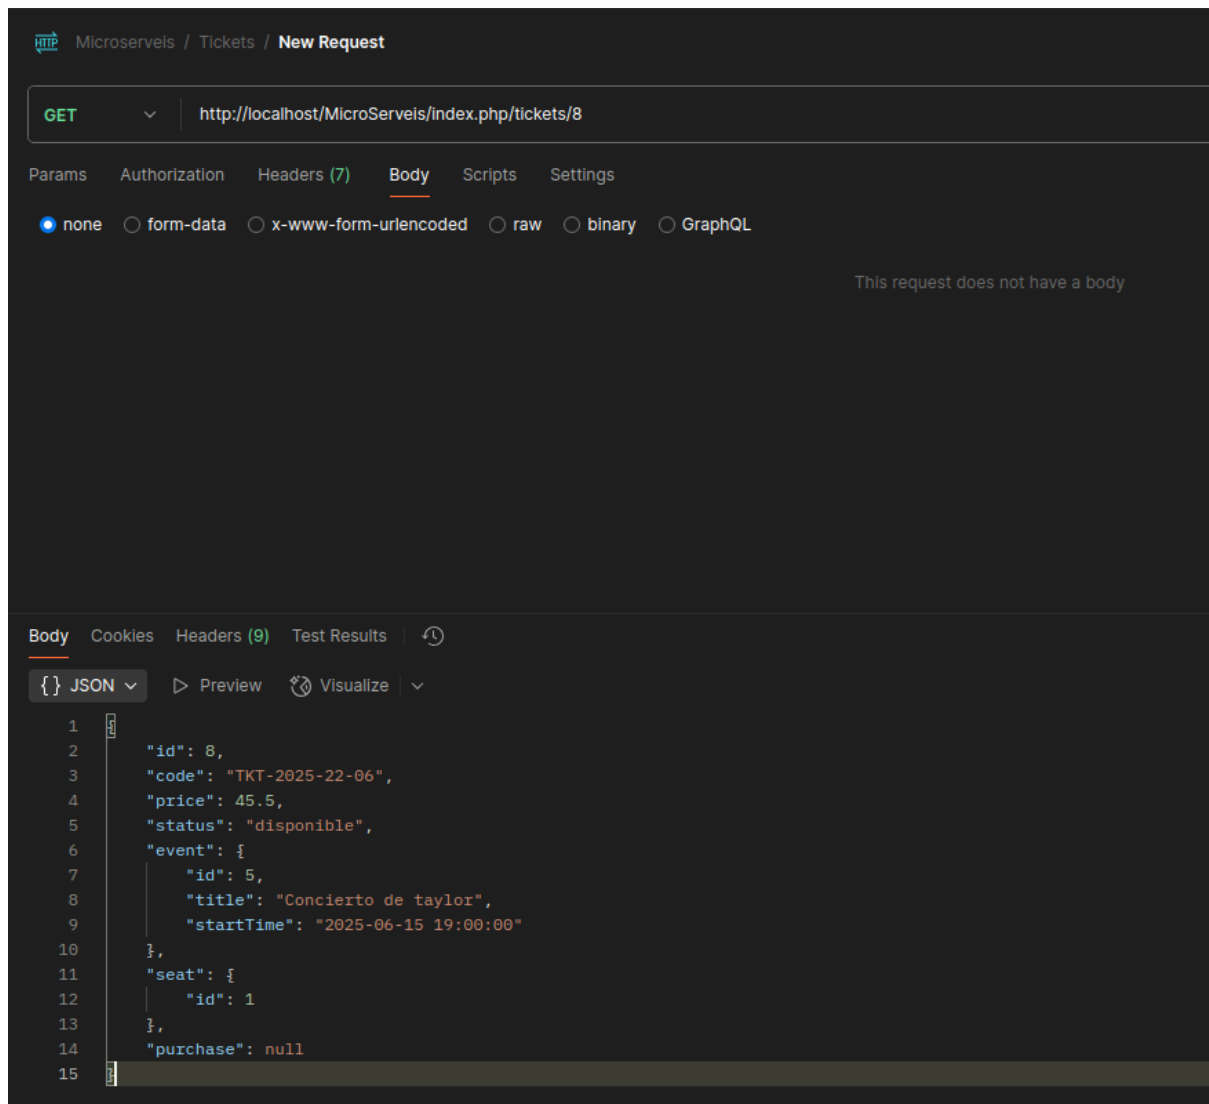 HTTP Microserveis / Tickets / New Request
GET http://localhost/MicroServeis/index.php/tickets/8
Params Authorization Headers (7) Body Scripts Settings
none form-data x-www-form-urlencoded raw binary GraphQL
This request does not have a body
Body Cookies Headers (9) Test Results
{} JSON Preview Visualize
1 {
2 "id": 8,
3 "code": "TKT-2025-22-06",
4 "price": 45.5,
5 "status": "disponible",
6 "event": {
7 "id": 5,
8 "title": "Concierto de taylor",
9 "startTime": "2025-06-15 19:00:00"
10 },
11 "seat": {
12 "id": 1
13 },
14 "purchase": null
15 }